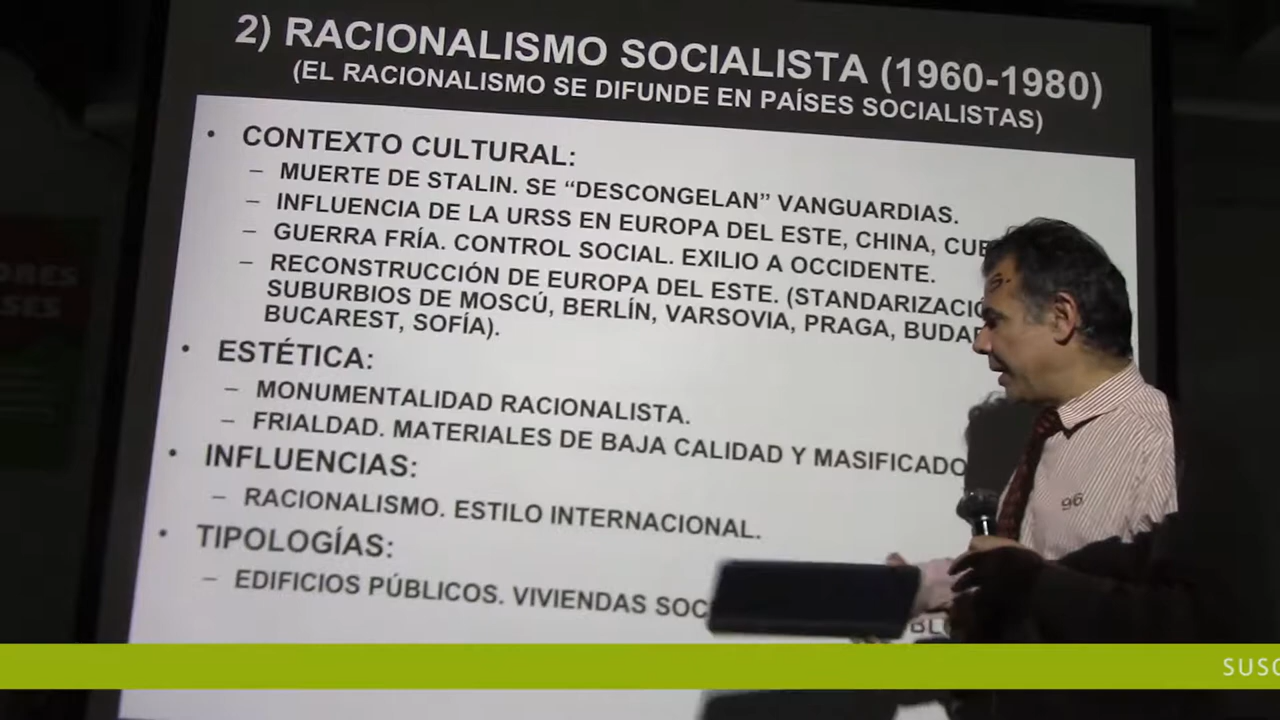 2) RACIONALISMO SOCIALISTA (1960-1980)
(EL RACIONALISMO SE DIFUNDE EN PAÍSES SOCIALISTAS)
• CONTEXTO CULTURAL:
– MUERTE DE STALIN. SE “DESCONGELAN” VANGUARDIAS.
– INFLUENCIA DE LA URSS EN EUROPA DEL ESTE, CHINA,
– GUERRA FRÍA. CONTROL SOCIAL. EXILIO A OCCIDENTE.
– RECONSTRUCCIÓN DE EUROPA DEL ESTE.
SUBURBIOS DE MOSCÚ, BERLÍN, VARSOVIA, PRAGA,
BUCAREST, SOFÍA).
• ESTÉTICA:
– MONUMENTALIDAD RACIONALISTA.
– FRIALDAD. MATERIALES DE BAJA CALIDAD Y MASIFICADO
• INFLUENCIAS:
– RACIONALISMO. ESTILO INTERNACIONAL.
• TIPOLOGÍAS:
– EDIFICIOS PÚBLICOS. VIVIENDAS
96